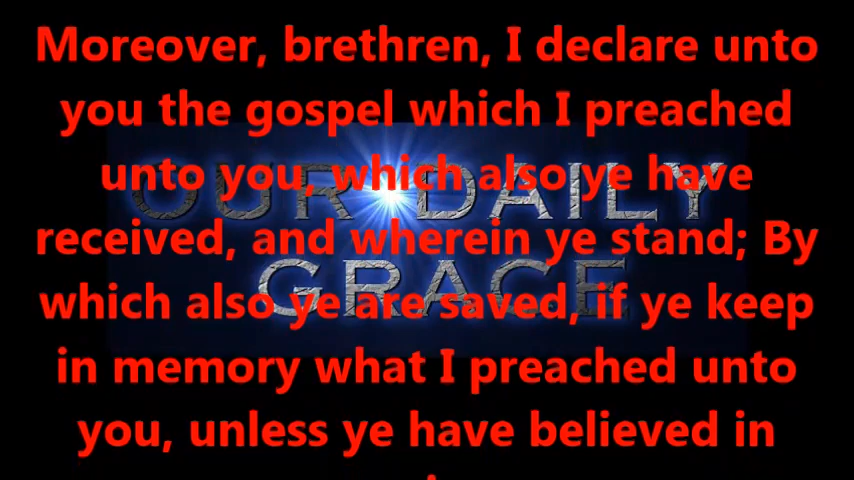 Moreover, brethren, I declare unto
you the gospel which I preached
unto you, which also ye have
received, and wherein ye stand; By
which also ye are saved, if ye keep
in memory what I preached unto
you, unless ye have believed in
OUR DAILY
GRACE